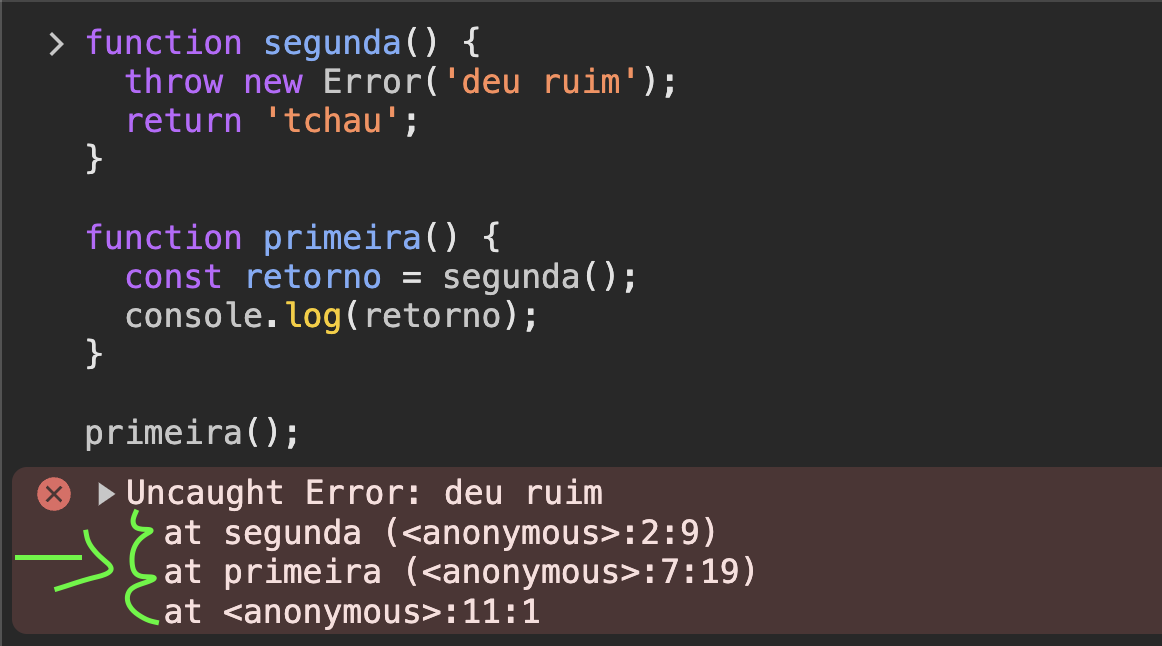 function segunda() {
throw new Error('deu ruim');
return 'tchau';
}
function primeira() {
const retorno = segunda();
console.log(retorno);
}
primeira();
Uncaught Error: deu ruim
at segunda (<anonymous>:2:9)
at primeira (<anonymous>:7:19)
at <anonymous>:11:1